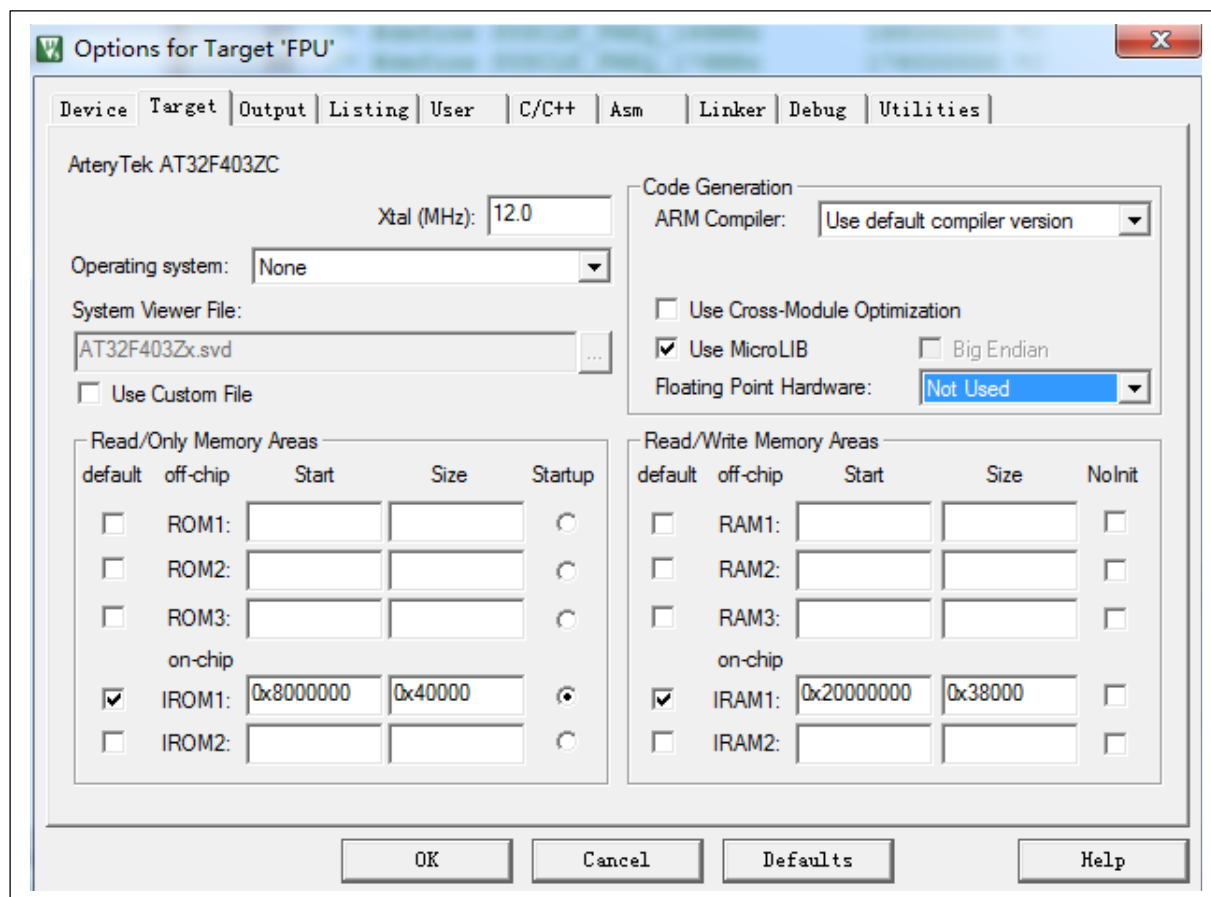 Options for Target 'FPU'
Device Target Output Listing User C/C++ Asm Linker Debug Utilities
ArteryTek AT32F403ZC
Xtal (MHz): 12.0
Operating system: None
System Viewer File:
AT32F403Zx.svd ...
Use Custom File
Code Generation
ARM Compiler: Use default compiler version
Use Cross-Module Optimization
Use MicroLIB Big Endian
Floating Point Hardware: Not Used
Read/Only Memory Areas
default off-chip Start Size Startup
ROM1:
ROM2:
ROM3:
on-chip
IROM1: 0x8000000 0x40000
IROM2:
Read/Write Memory Areas
default off-chip Start Size NoInit
RAM1:
RAM2:
RAM3:
on-chip
IRAM1: 0x20000000 0x38000
IRAM2:
OK Cancel Defaults Help